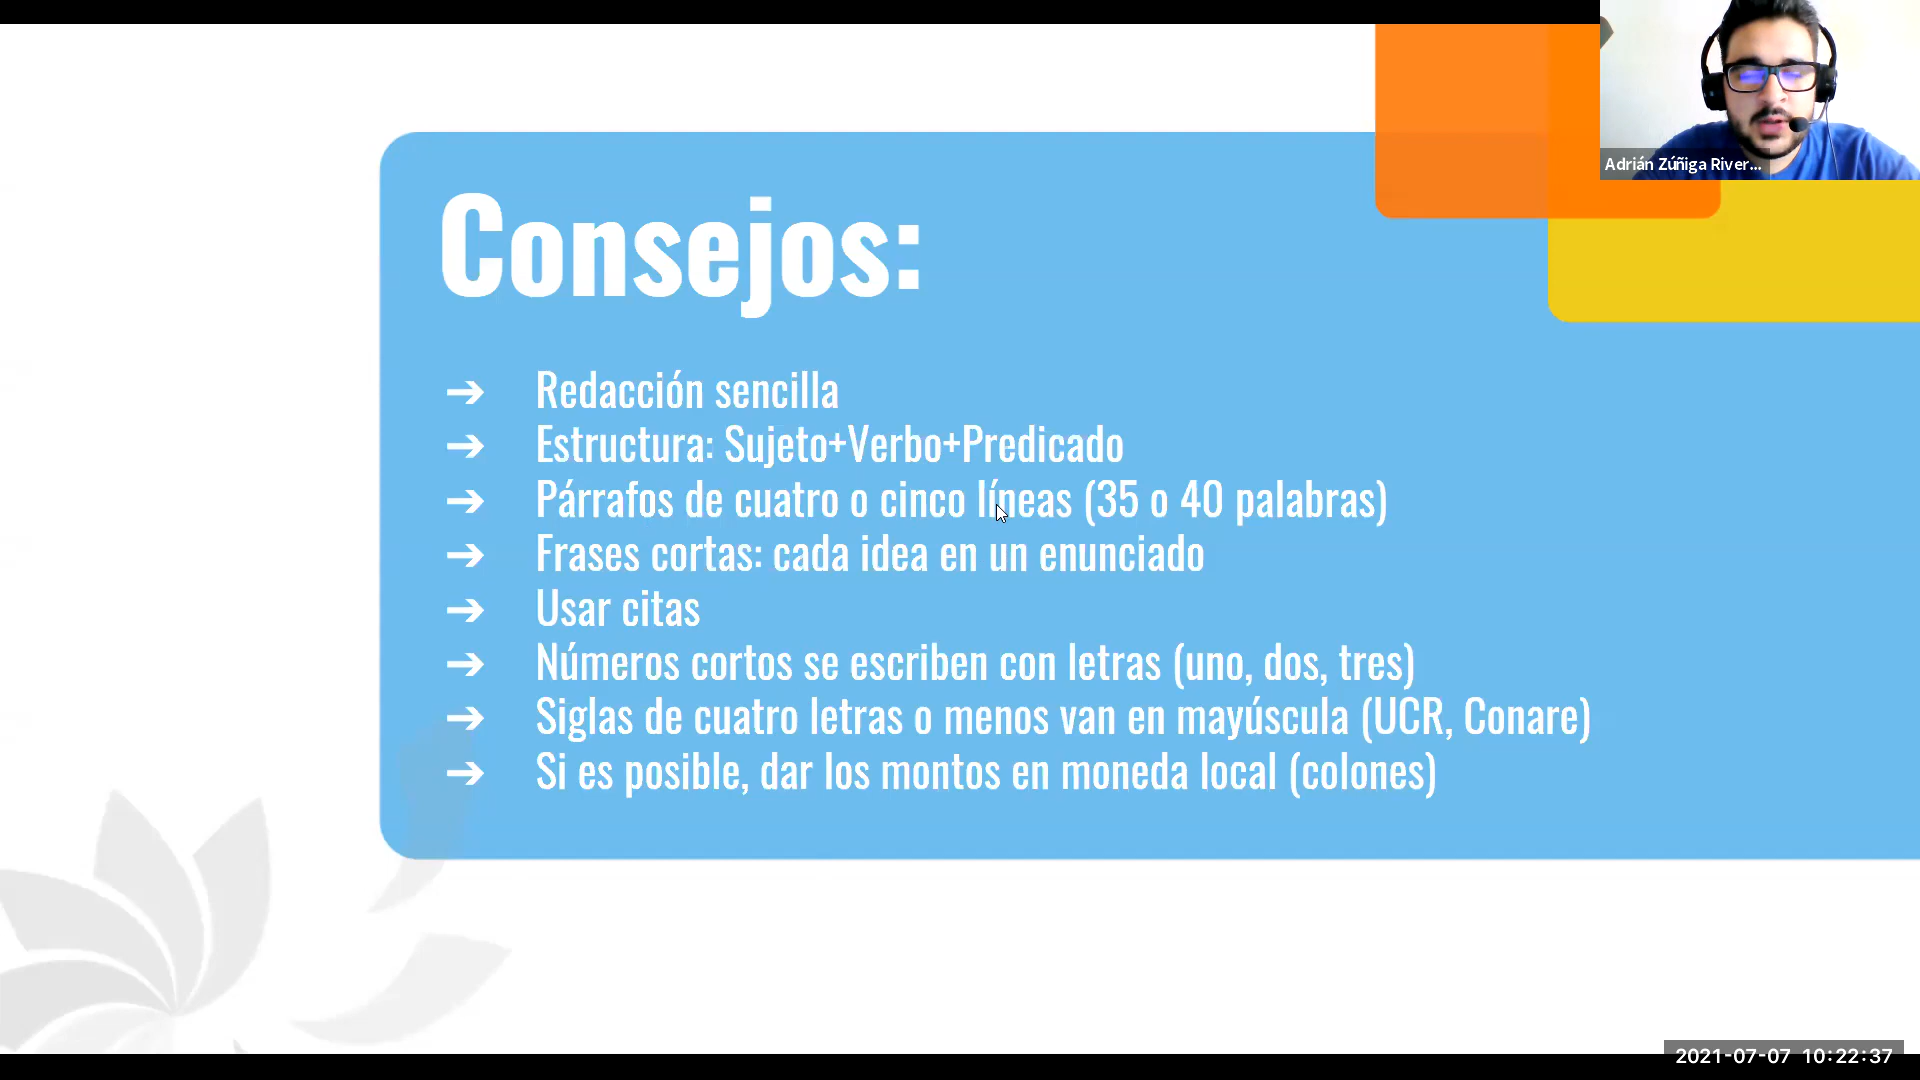 Adrián Zúñiga River...
Consejos:
➔ Redacción sencilla
➔ Estructura: Sujeto+Verbo+Predicado
➔ Párrafos de cuatro o cinco líneas (35 o 40 palabras)
➔ Frases cortas: cada idea en un enunciado
➔ Usar citas
➔ Números cortos se escriben con letras (uno, dos, tres)
➔ Siglas de cuatro letras o menos van en mayúscula (UCR, Conare)
➔ Si es posible, dar los montos en moneda local (colones)
2021-07-07 10:22:37